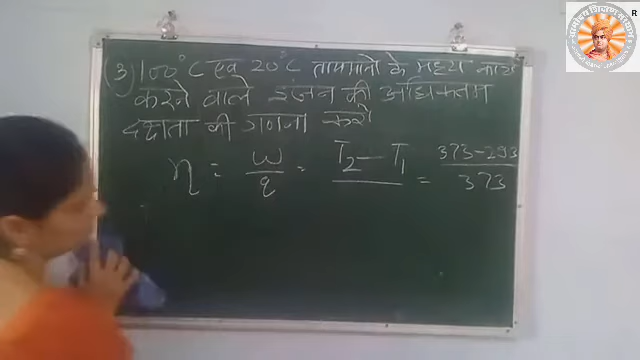 (3) 100°C एवं 20°C तापमानो के मध्य कार्य
करने वाले इंजन की अधिकतम
दक्षता की गणना करो
η = w/q = T₂ - T₁ = 373-293/373
R